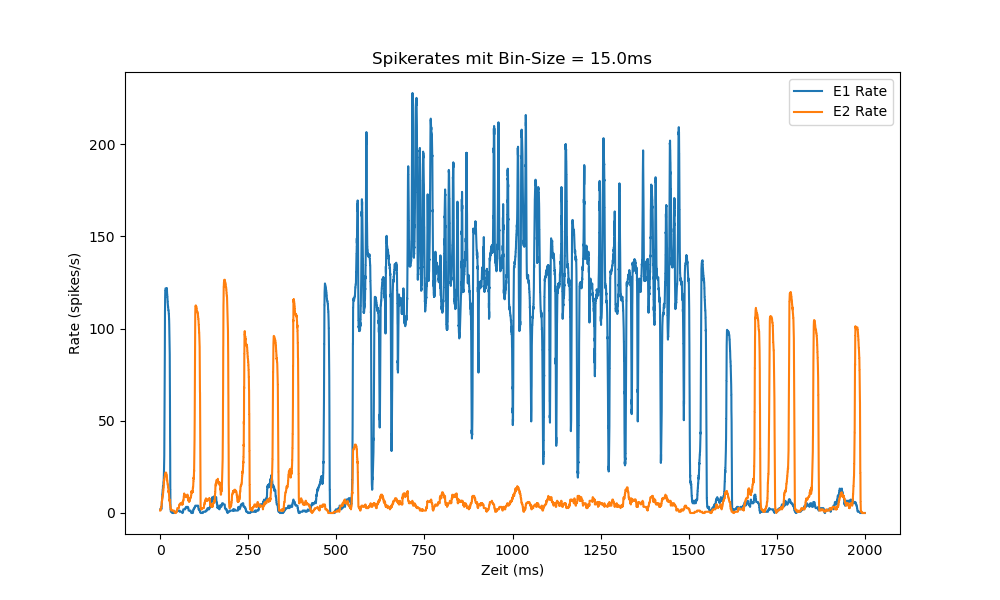 Spikerates mit Bin-Size = 15.0ms
E1 Rate
E2 Rate
Rate (spikes/s)
200
150
100
50
0
0 250 500 750 1000 1250 1500 1750 2000
Zeit (ms)